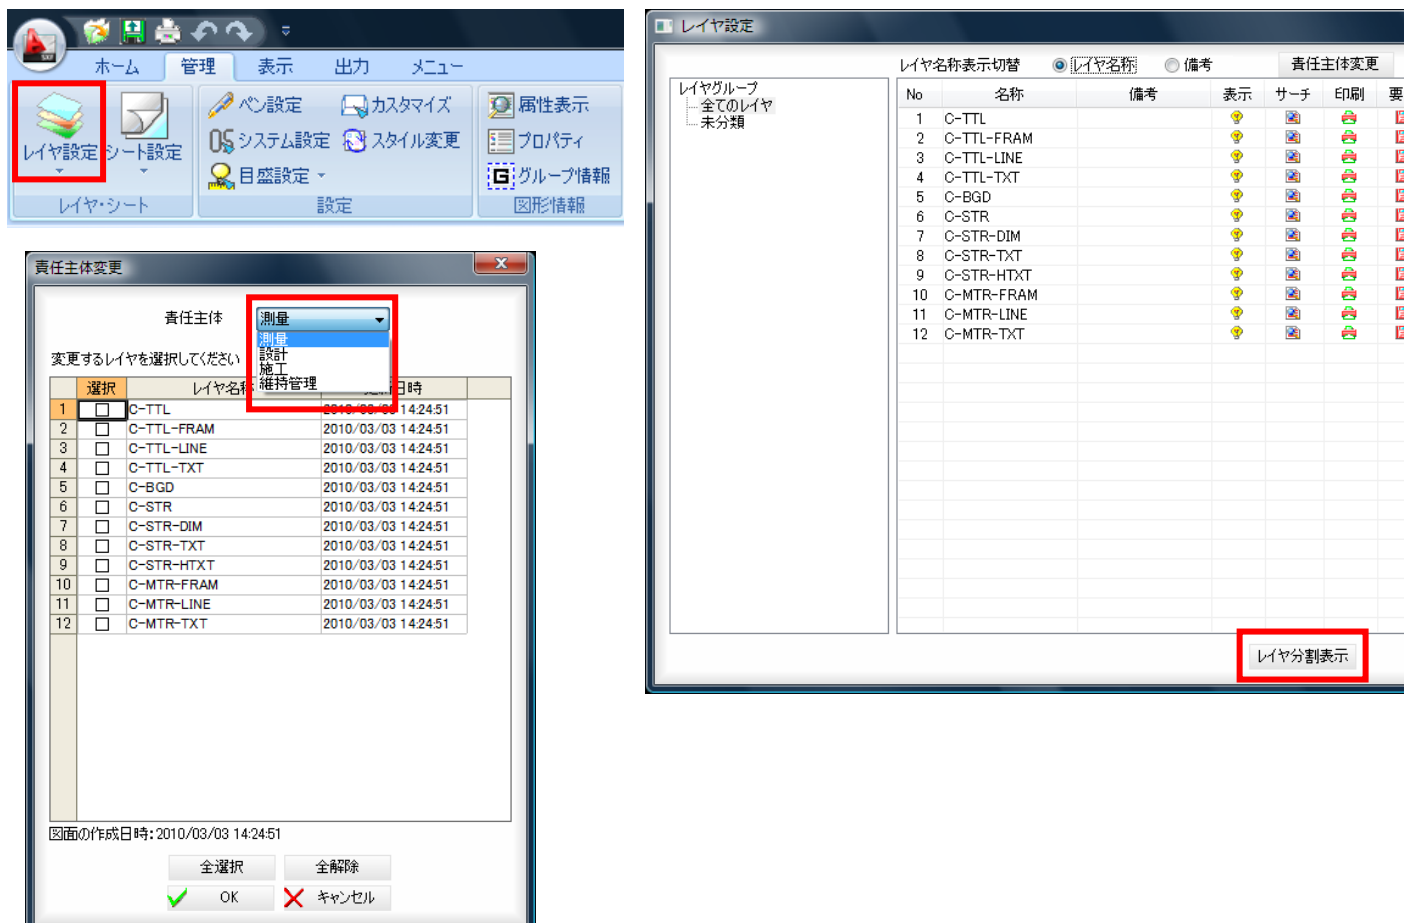 ホーム 管理 表示 出力 メニュー
レイヤ設定 シート設定
ペン設定 カスタマイズ
システム設定 スタイル変更
目盛設定
属性表示
プロパティ
グループ情報
レイヤ・シート 設定 図形情報
責任主体変更
責任主体 測量
測量
設計
施工
維持管理
変更するレイヤを選択してください
選択 レイヤ名称 更新日時
1 C-TTL 2010/03/03 14:24:51
2 C-TTL-FRAM 2010/03/03 14:24:51
3 C-TTL-LINE 2010/03/03 14:24:51
4 C-TTL-TXT 2010/03/03 14:24:51
5 C-BGD 2010/03/03 14:24:51
6 C-STR 2010/03/03 14:24:51
7 C-STR-DIM 2010/03/03 14:24:51
8 C-STR-TXT 2010/03/03 14:24:51
9 C-STR-HTXT 2010/03/03 14:24:51
10 C-MTR-FRAM 2010/03/03 14:24:51
11 C-MTR-LINE 2010/03/03 14:24:51
12 C-MTR-TXT 2010/03/03 14:24:51
図面の作成日時:2010/03/03 14:24:51
全選択 全解除
OK キャンセル
レイヤ設定
レイヤ名称表示切替 レイヤ名称 備考 責任主体変更
レイヤグループ
全てのレイヤ
未分類
No 名称 備考 表示 サーチ 印刷 要
1 C-TTL
2 C-TTL-FRAM
3 C-TTL-LINE
4 C-TTL-TXT
5 C-BGD
6 C-STR
7 C-STR-DIM
8 C-STR-TXT
9 C-STR-HTXT
10 C-MTR-FRAM
11 C-MTR-LINE
12 C-MTR-TXT
レイヤ分割表示